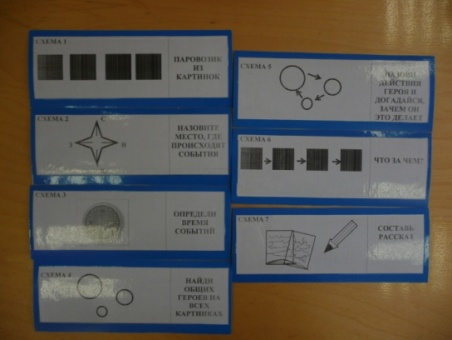 СХЕМА 1
ПАРОВОЗИК
ИЗ
КАРТИНОК
СХЕМА 2
С
З
В
НАЗОВИТЕ
МЕСТО, ГДЕ
ПРОИСХОДЯТ
СОБЫТИЯ
СХЕМА 3
ОПРЕДЕЛИ
ВРЕМЯ
СОБЫТИЙ
СХЕМА 4
НАЙДИ
ОБЩИХ
ГЕРОЕВ НА
ВСЕХ
КАРТИНКАХ
СХЕМА 5
НАЗОВИ
ДЕЙСТВИЯ
ГЕРОЯ И
ДОГАДАЙСЯ,
ЗАЧЕМ ОН
ЭТО ДЕЛАЕТ
СХЕМА 6
ЧТО ЗА ЧЕМ?
СХЕМА 7
СОСТАВЬ
РАССКАЗ